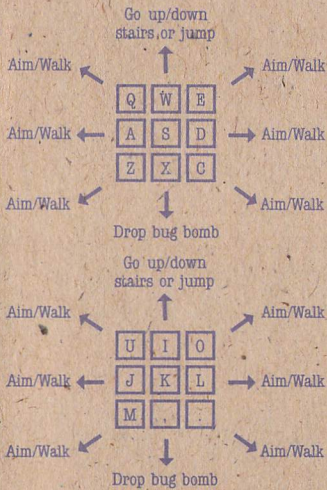 Go up/down
stairs or jump
Aim/Walk Aim/Walk
Q W E
Aim/Walk A S D Aim/Walk
Z X C
Aim/Walk Aim/Walk
Drop bug bomb
Go up/down
stairs or jump
Aim/Walk Aim/Walk
U I O
Aim/Walk J K L Aim/Walk
M . .
Aim/Walk Aim/Walk
Drop bug bomb